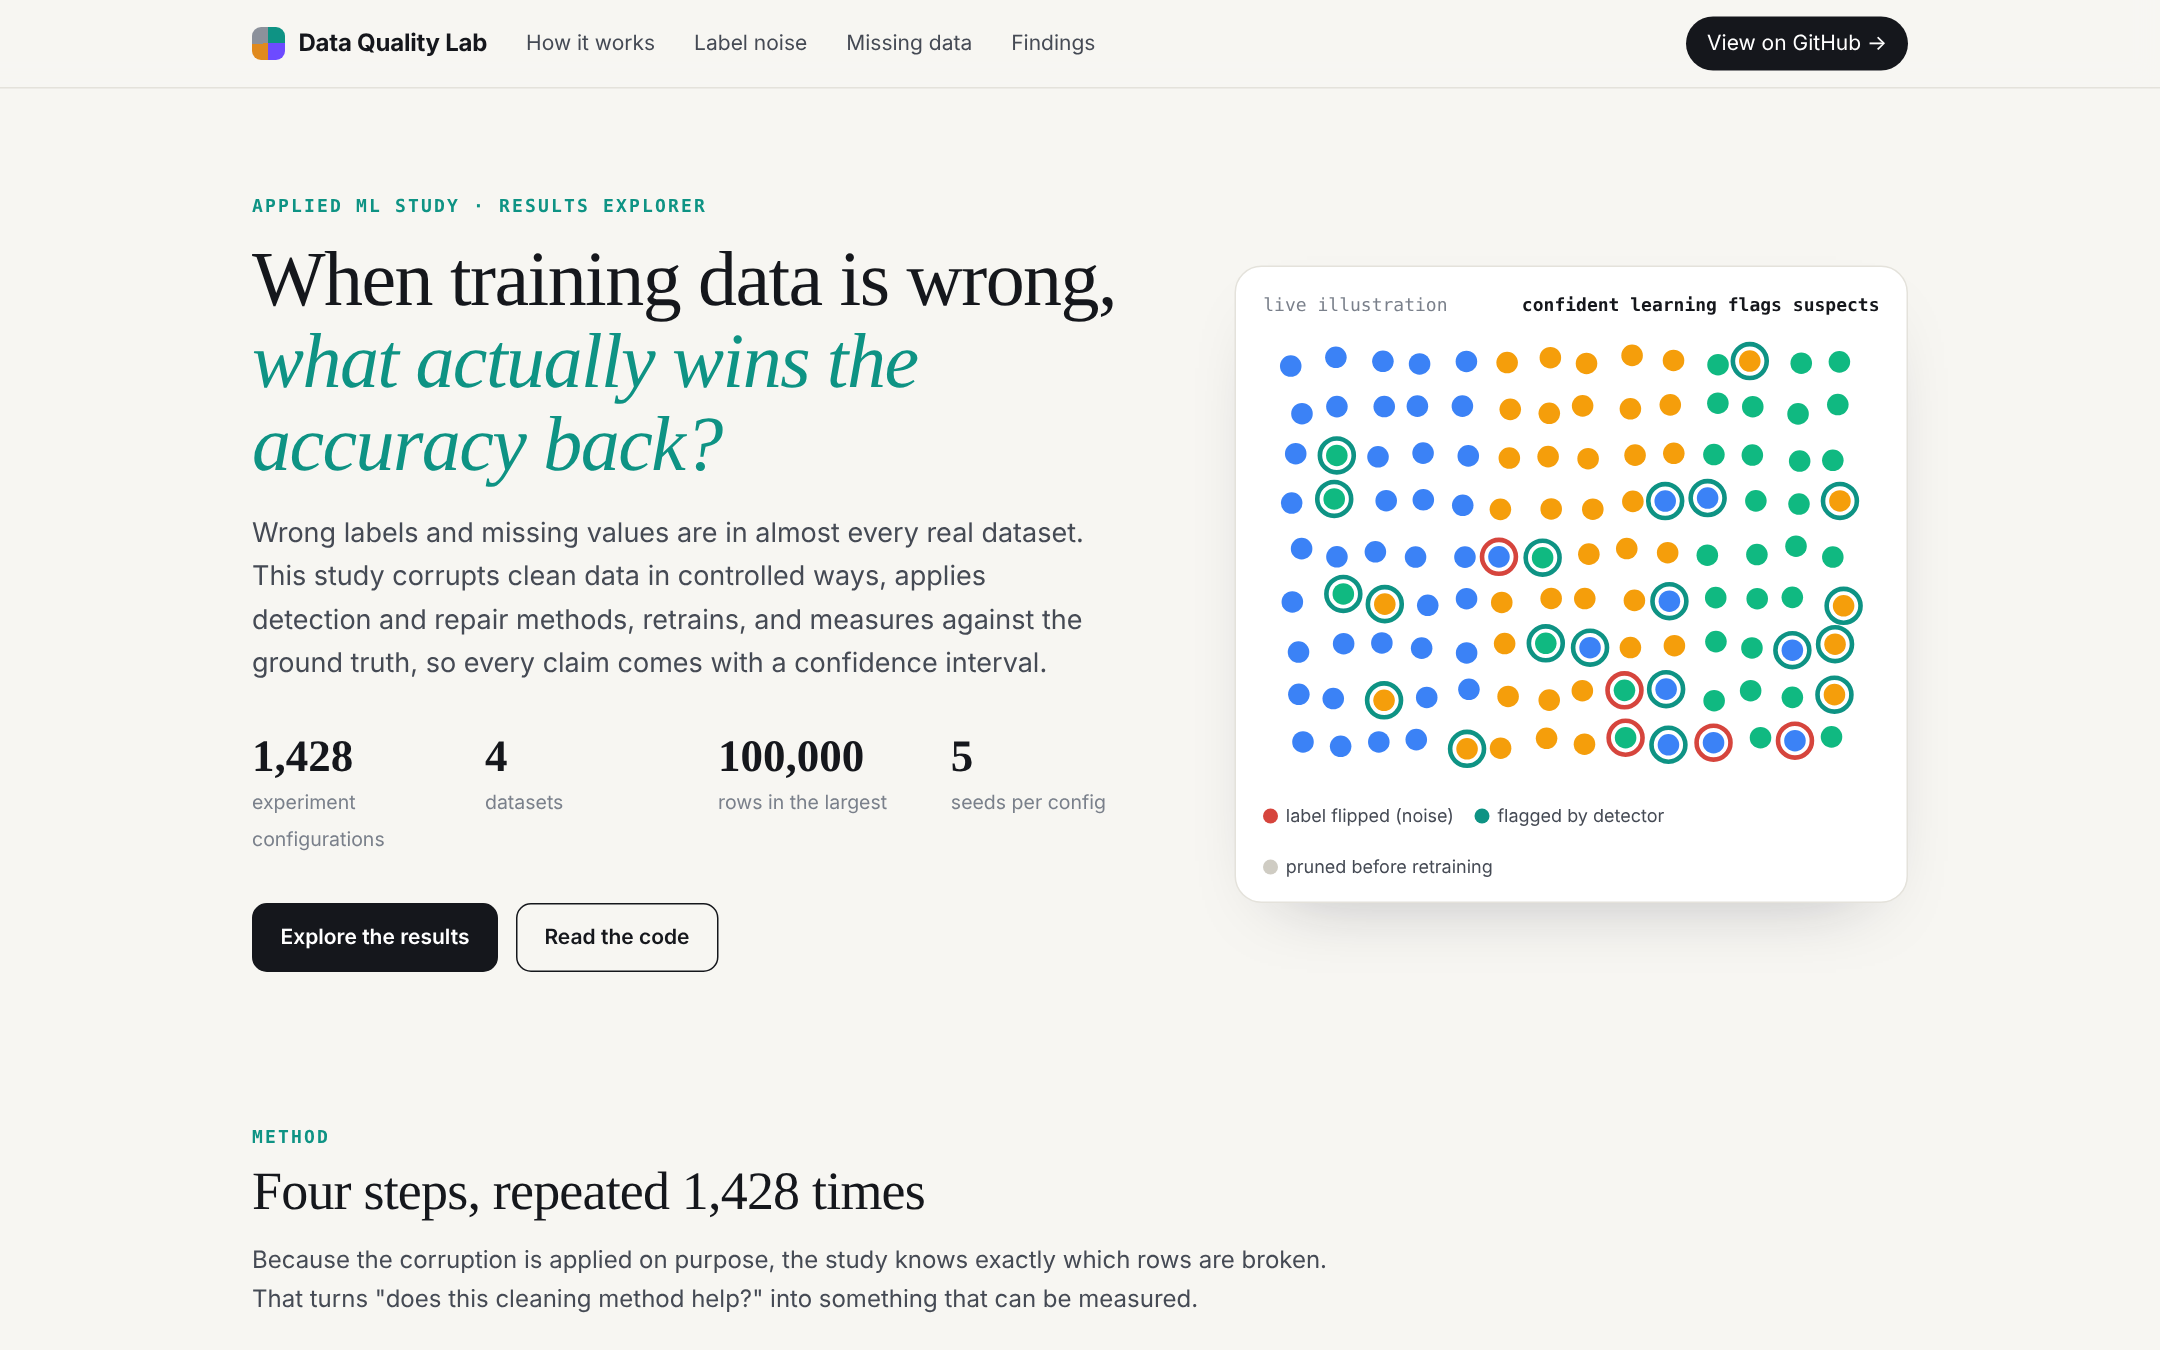 Data Quality Lab
How it works
Label noise
Missing data
Findings
View on GitHub →
APPLIED ML STUDY · RESULTS EXPLORER
When training data is wrong,
what actually wins the
accuracy back?
Wrong labels and missing values are in almost every real dataset.
This study corrupts clean data in controlled ways, applies
detection and repair methods, retrains, and measures against the
ground truth, so every claim comes with a confidence interval.
1,428
experiment
configurations
4
datasets
100,000
rows in the largest
5
seeds per config
Explore the results
Read the code
live illustration
confident learning flags suspects
label flipped (noise)
flagged by detector
pruned before retraining
METHOD
Four steps, repeated 1,428 times
Because the corruption is applied on purpose, the study knows exactly which rows are broken.
That turns "does this cleaning method help?" into something that can be measured.